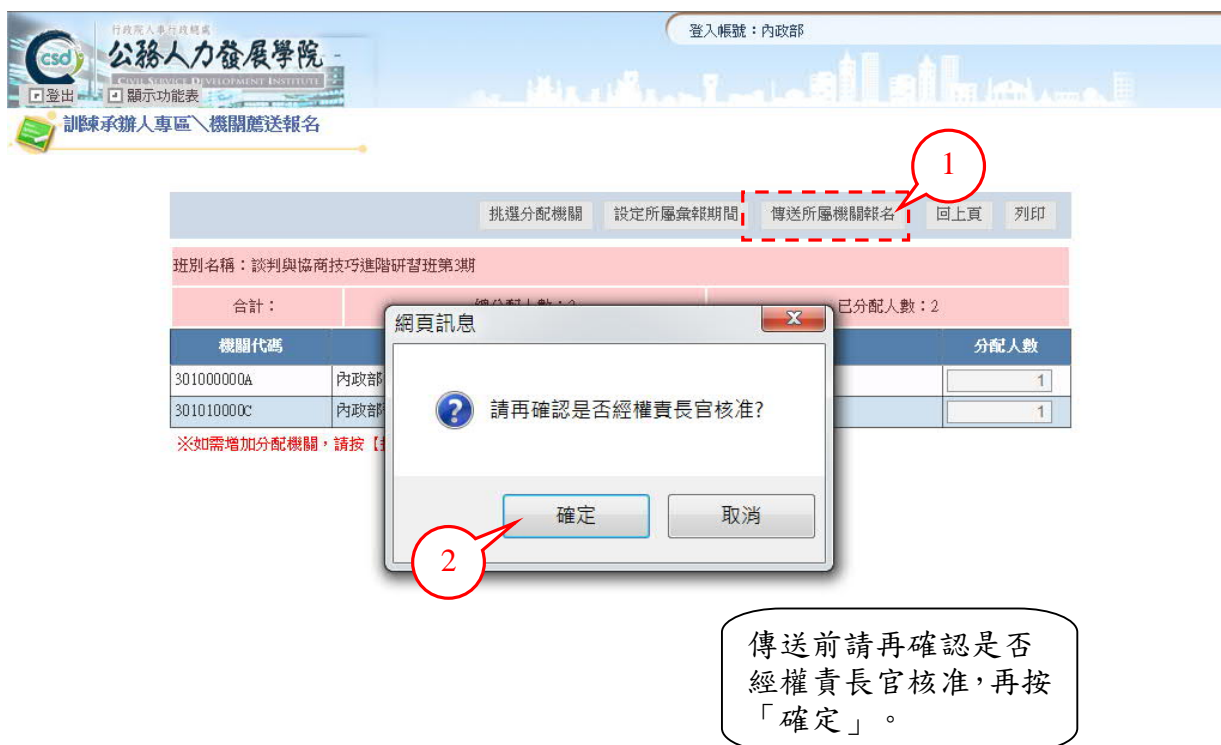 行政院人事行政總處
公務人力發展學院
CIVIL SERVICE DEVELOPMENT INSTITUTE
csd
登入帳號：內政部
登出
顯示功能表
訓練承辦人專區＼機關薦送報名
1
挑選分配機關 設定所屬彙報期間 傳送所屬機關報名 回上頁 列印
班別名稱：談判與協商技巧進階研習班第3期
合計： 總分配人數：2 已分配人數：2
機關代碼 分配人數
301000000A 內政部 1
301010000C 內政部 1
※如需增加分配機關，請按【
網頁訊息
請再確認是否經權責長官核准?
確定 取消
2
傳送前請再確認是否
經權責長官核准，再按
「確定」。